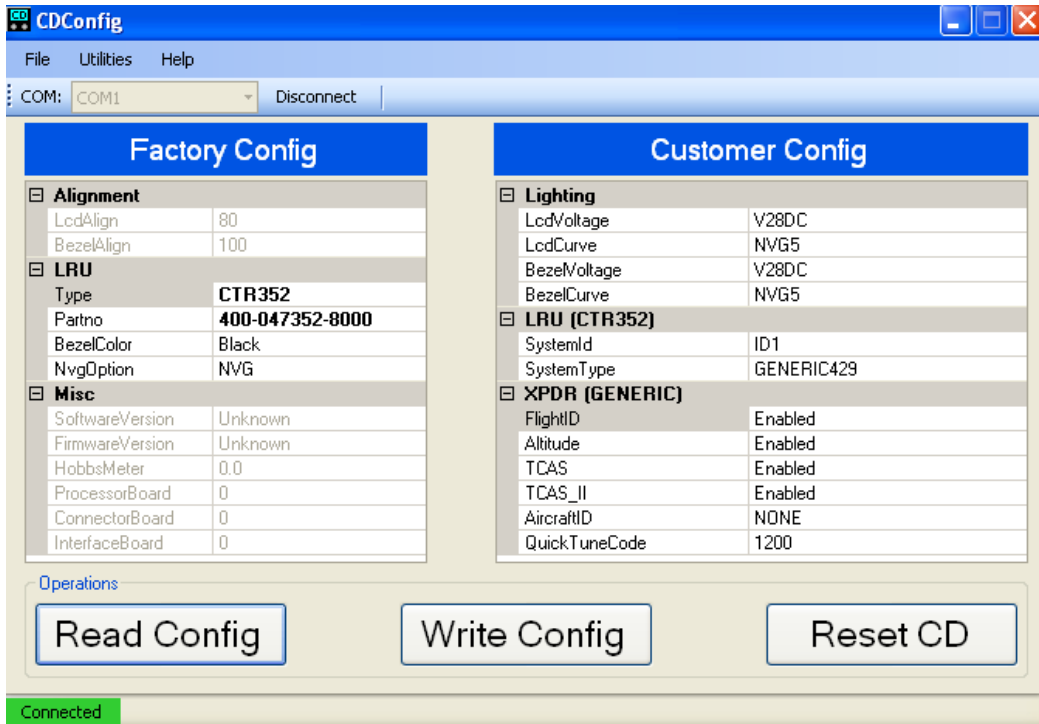 CD CDConfig
File Utilities Help
COM: COM1 Disconnect
Factory Config
Alignment
LcdAlign 80
BezelAlign 100
LRU
Type CTR352
Partno 400-047352-8000
BezelColor Black
NvgOption NVG
Misc
SoftwareVersion Unknown
FirmwareVersion Unknown
HobbsMeter 0.0
ProcessorBoard 0
ConnectorBoard 0
InterfaceBoard 0
Customer Config
Lighting
LcdVoltage V28DC
LcdCurve NVG5
BezelVoltage V28DC
BezelCurve NVG5
LRU (CTR352)
SystemId ID1
SystemType GENERIC429
XPDR (GENERIC)
FlightID Enabled
Altitude Enabled
TCAS Enabled
TCAS_II Enabled
AircraftID NONE
QuickTuneCode 1200
Operations
Read Config Write Config Reset CD
Connected